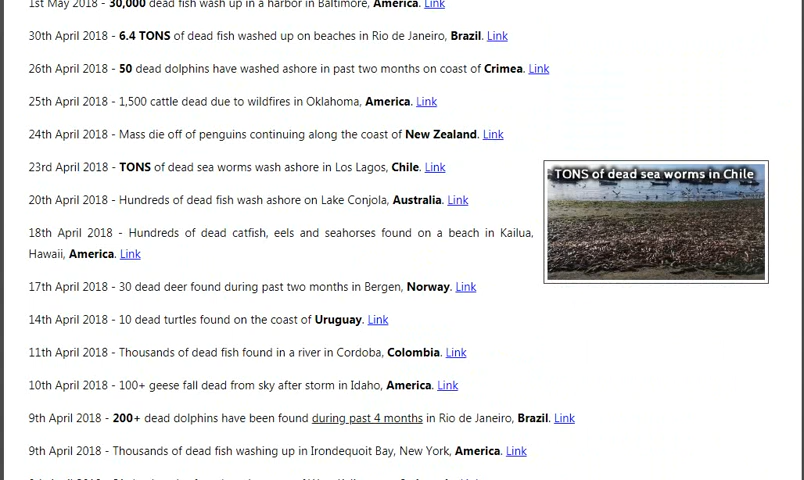 1st May 2018 - 30,000 dead fish wash up in a harbor in Baltimore, America. Link
30th April 2018 - 6.4 TONS of dead fish washed up on beaches in Rio de Janeiro, Brazil. Link
26th April 2018 - 50 dead dolphins have washed ashore in past two months on coast of Crimea. Link
25th April 2018 - 1,500 cattle dead due to wildfires in Oklahoma, America. Link
24th April 2018 - Mass die off of penguins continuing along the coast of New Zealand. Link
23rd April 2018 - TONS of dead sea worms wash ashore in Los Lagos, Chile. Link
TONS of dead sea worms in Chile
20th April 2018 - Hundreds of dead fish wash ashore on Lake Conjola, Australia. Link
18th April 2018 - Hundreds of dead catfish, eels and seahorses found on a beach in Kailua,
Hawaii, America. Link
17th April 2018 - 30 dead deer found during past two months in Bergen, Norway. Link
14th April 2018 - 10 dead turtles found on the coast of Uruguay. Link
11th April 2018 - Thousands of dead fish found in a river in Cordoba, Colombia. Link
10th April 2018 - 100+ geese fall dead from sky after storm in Idaho, America. Link
9th April 2018 - 200+ dead dolphins have been found during past 4 months in Rio de Janeiro, Brazil. Link
9th April 2018 - Thousands of dead fish washing up in Irondequoit Bay, New York, America. Link